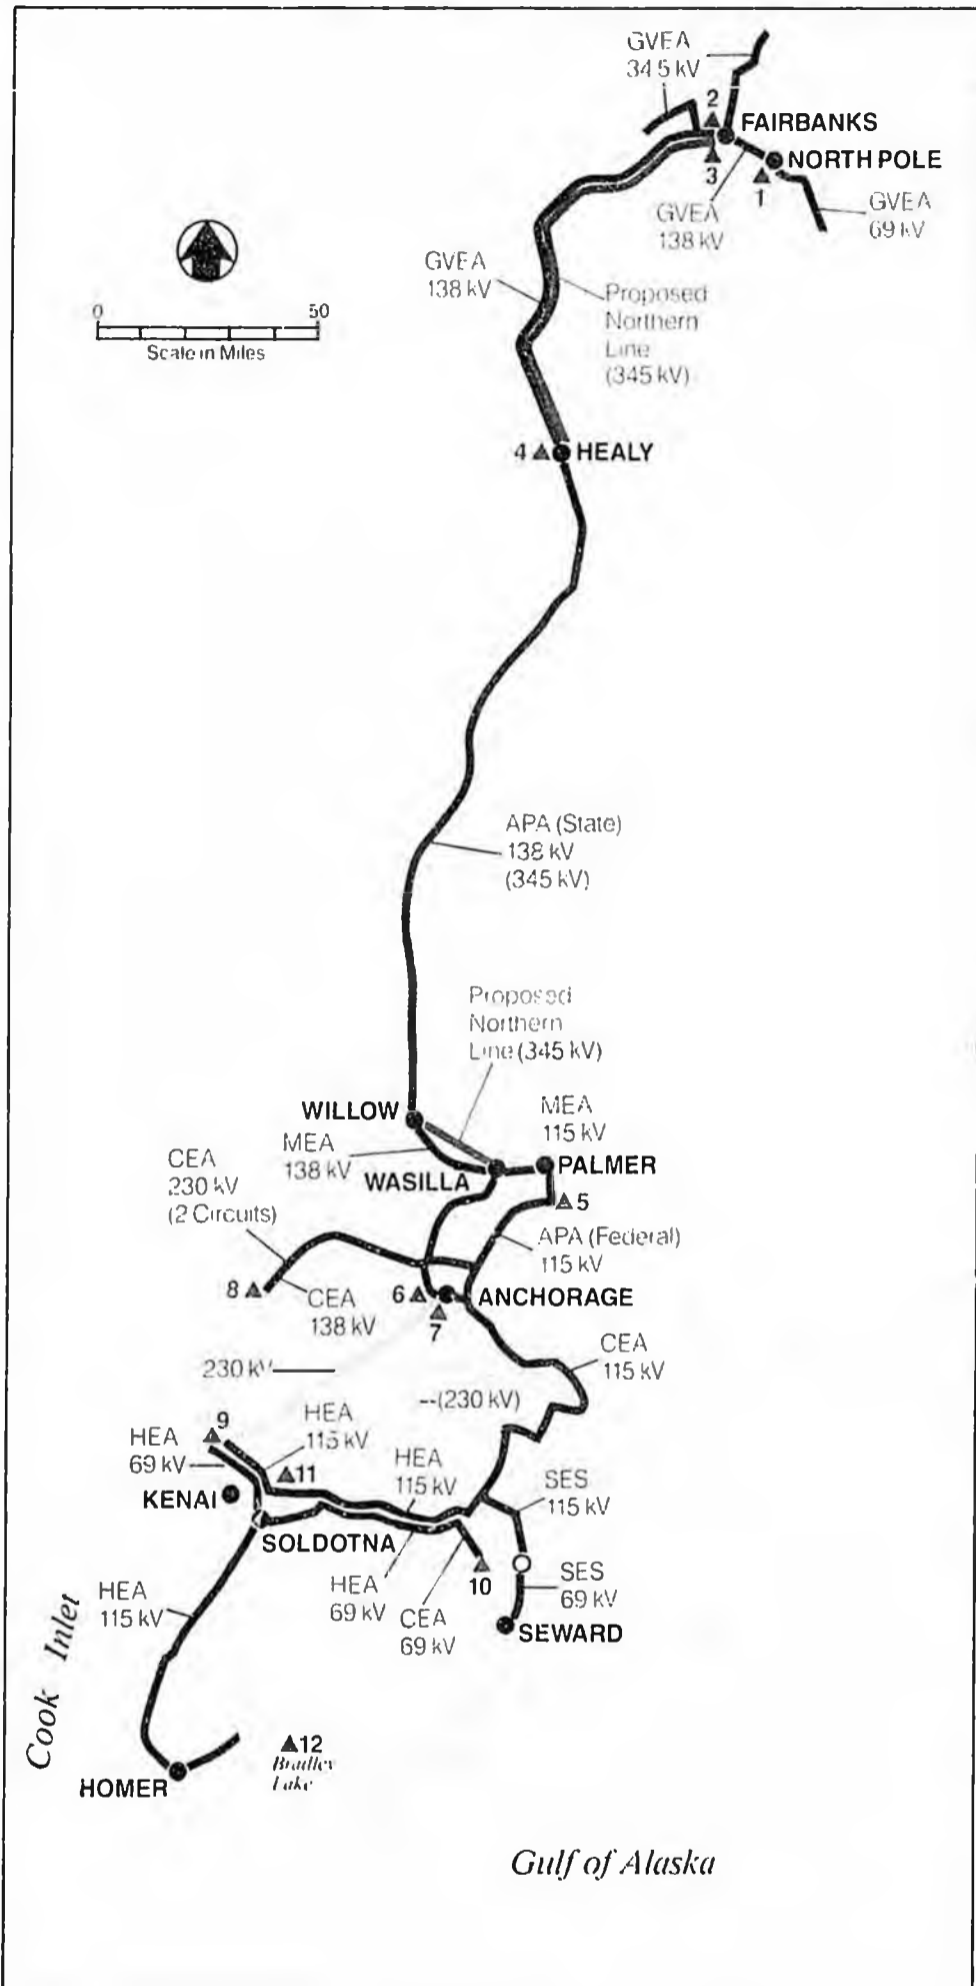 GVEA
34.5 kV
2
FAIRBANKS
NORTH POLE
3
1
GVEA
138 kV
GVEA
69 kV
GVEA
138 kV
Proposed
Northern
Line
(345 kV)
0
50
Scale in Miles
4
HEALY
APA (State)
138 kV
(345 kV)
Proposed
Northern
Line (345 kV)
WILLOW
MEA
138 kV
MEA
115 kV
WASILLA
PALMER
CEA
230 kV
(2 Circuits)
5
APA (Federal)
115 kV
8
CEA
138 kV
6
ANCHORAGE
7
CEA
115 kV
230 kV
(230 kV)
9
HEA
69 kV
HEA
115 kV
11
HEA
115 kV
KENAI
SES
115 kV
SOLDOTNA
HEA
69 kV
CEA
69 kV
10
SES
69 kV
SEWARD
HEA
115 kV
Cook Inlet
12
Bradley
Lake
HOMER
Gulf of Alaska